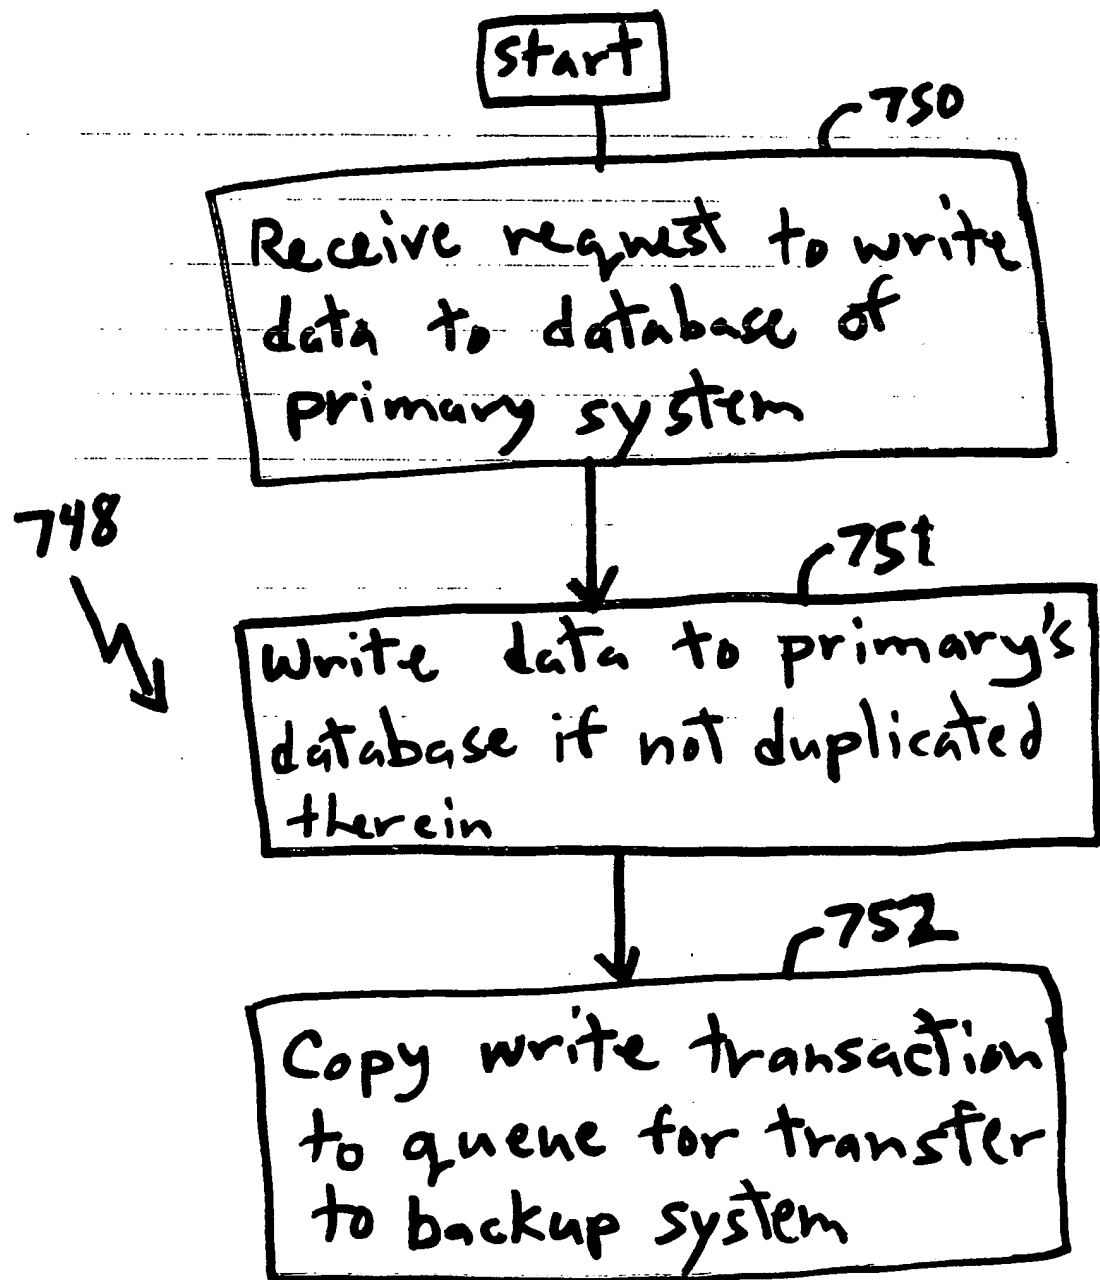 start
750
Receive request to write
data to database of
primary system
748
751
Write data to primary's
database if not duplicated
therein
752
Copy write transaction
to queue for transfer
to backup system